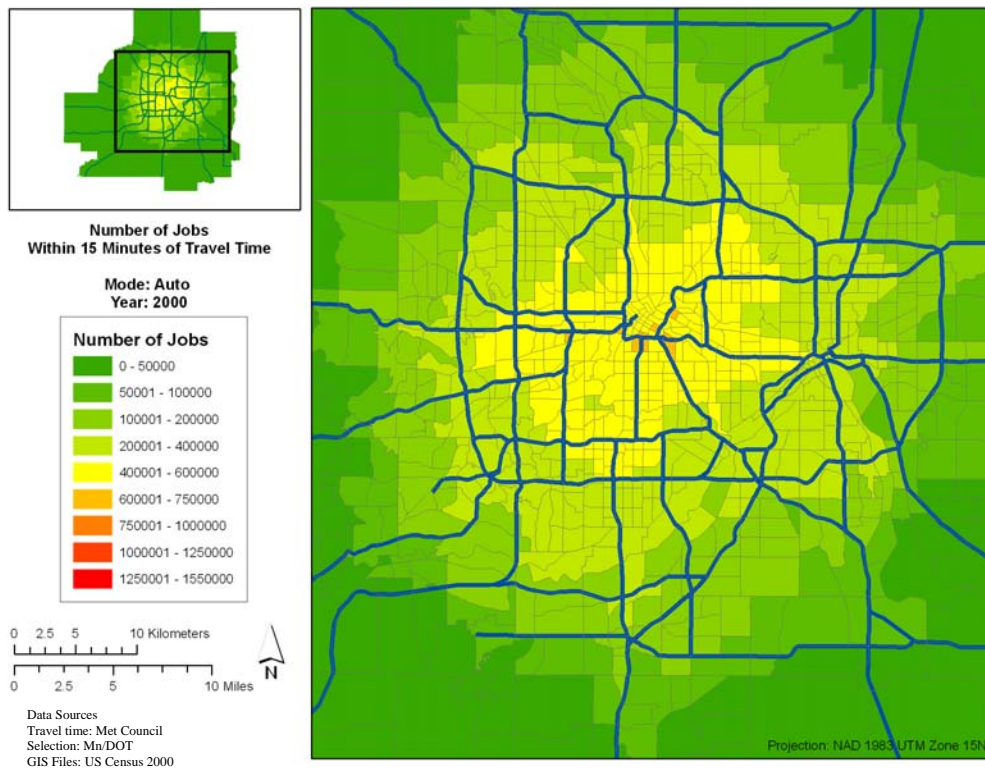 Number of Jobs
Within 15 Minutes of Travel Time
Mode: Auto
Year: 2000
Number of Jobs
0 - 50000
50001 - 100000
100001 - 200000
200001 - 400000
400001 - 600000
600001 - 750000
750001 - 1000000
1000001 - 1250000
1250001 - 1550000
0 2.5 5 10 Kilometers
0 2.5 5 10 Miles
N
Data Sources
Travel time: Met Council
Selection: Mn/DOT
GIS Files: US Census 2000
Projection: NAD 1983 UTM Zone 15N